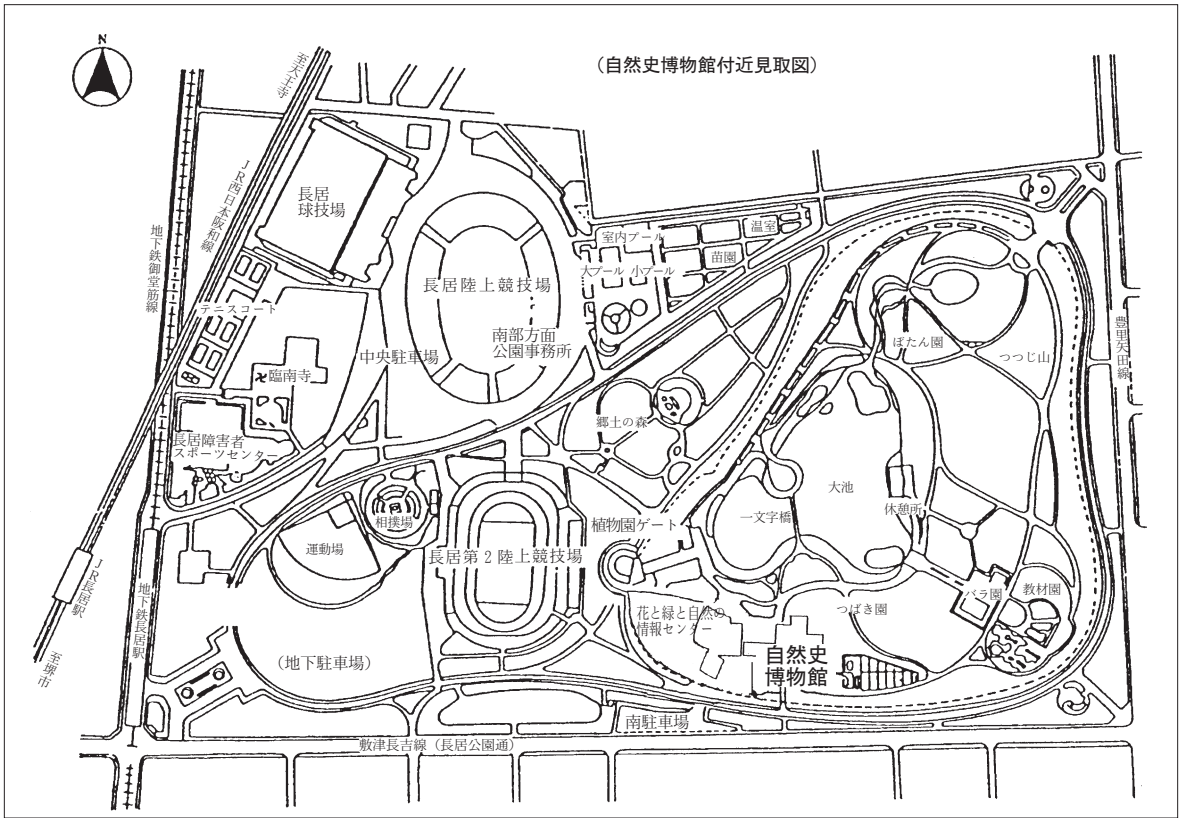 N
(自然史博物館付近見取図)
至天王寺
JR西日本阪和線
地下鉄御堂筋線
長居
球技場
室内プール
温室
苗園
大プール 小プール
長居陸上競技場
テニスコート
南部方面
公園事務所
中央駐車場
臨南寺
ぼたん園
つつじ山
豊里矢田線
郷土の森
長居障害者
スポーツセンター
大池
休憩所
相撲場
植物園ゲート
一文字橋
運動場
長居第2陸上競技場
JR長居駅
地下鉄長居駅
バラ園
教材園
つばき園
花と緑と自然の
情報センター
至堺市
(地下駐車場)
自然史
博物館
南駐車場
敷津長吉線(長居公園通)